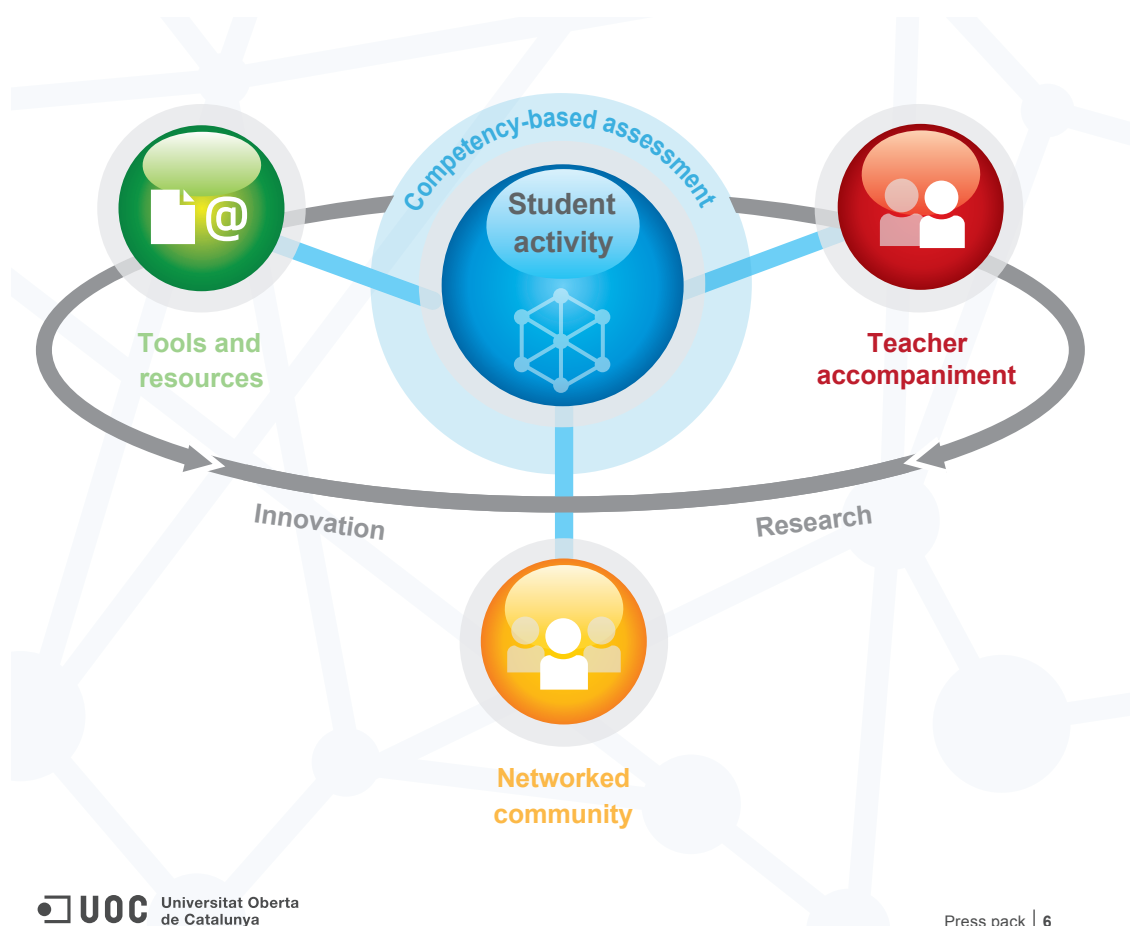 Competency-based assessment
Student
activity
@
Tools and
resources
Teacher
accompaniment
Innovation
Research
Networked
community
UOC Universitat Oberta
de Catalunya
Press pack | 6